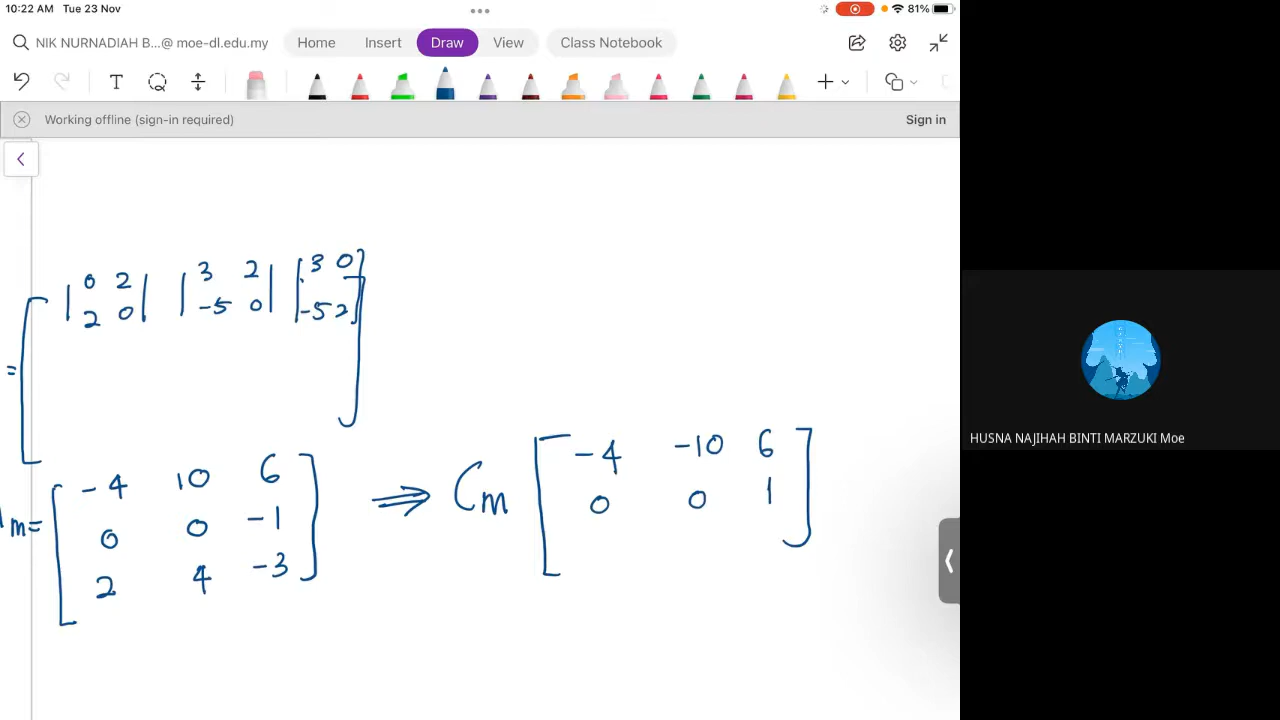 10:22 AM Tue 23 Nov
81%
NIK NURNADIAH B...@ moe-dl.edu.my
Home Insert Draw View Class Notebook
T
Working offline (sign-in required)
Sign in
0 2 3 2 3 0
2 0 -5 0 -5 2
=
-4 10 6
m= 0 0 -1
2 4 -3
⇒ Cm
-4 -10 6
0 0 1
HUSNA NAJIHAH BINTI MARZUKI Moe